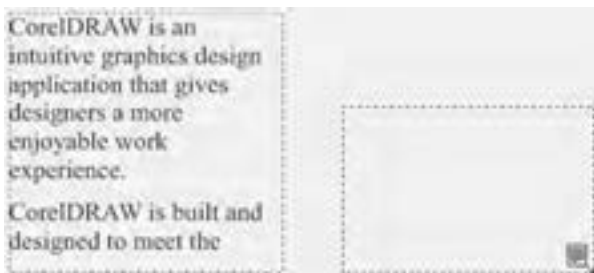 CorelDRAW is an
intuitive graphics design
application that gives
designers a more
enjoyable work
experience.
CorelDRAW is built and
designed to meet the